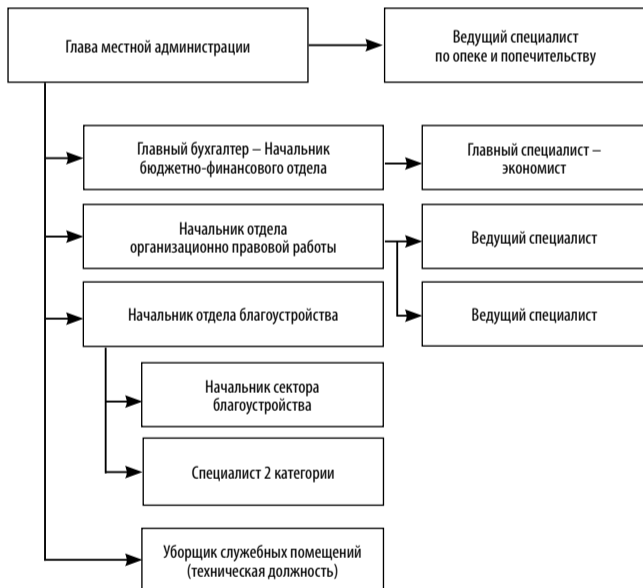 Глава местной администрации
Ведущий специалист
по опеке и попечительству
Главный бухгалтер – Начальник
бюджетно-финансового отдела
Главный специалист –
экономист
Начальник отдела
организационно правовой работы
Ведущий специалист
Начальник отдела благоустройства
Ведущий специалист
Начальник сектора
благоустройства
Специалист 2 категории
Уборщик служебных помещений
(техническая должность)